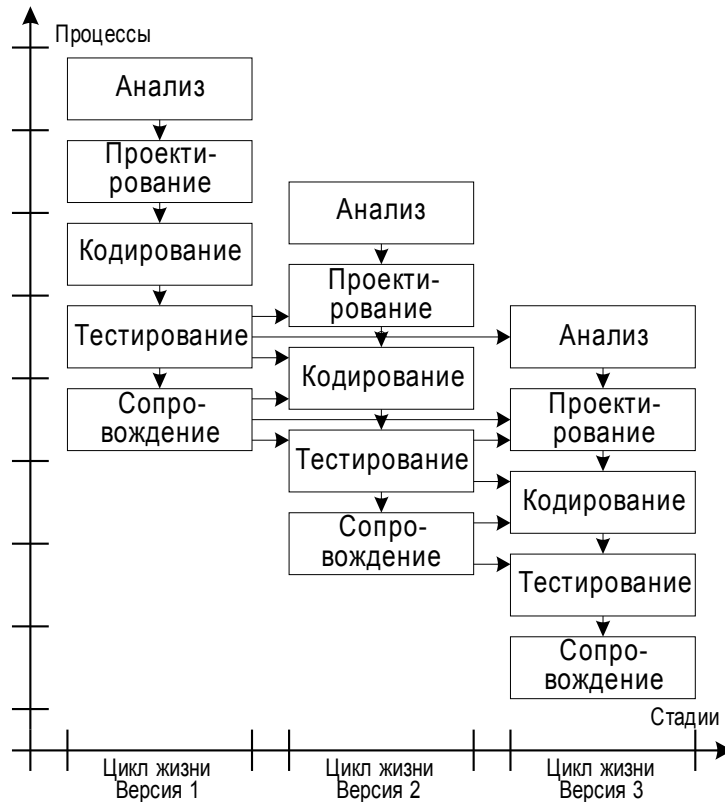 Процессы
Анализ
Проекти-
рование
Кодирование
Тестирование
Сопро-
вождение
Анализ
Проекти-
рование
Кодирование
Тестирование
Сопро-
вождение
Анализ
Проекти-
рование
Кодирование
Тестирование
Сопро-
вождение
Стадии
Цикл жизни
Версия 1
Цикл жизни
Версия 2
Цикл жизни
Версия 3